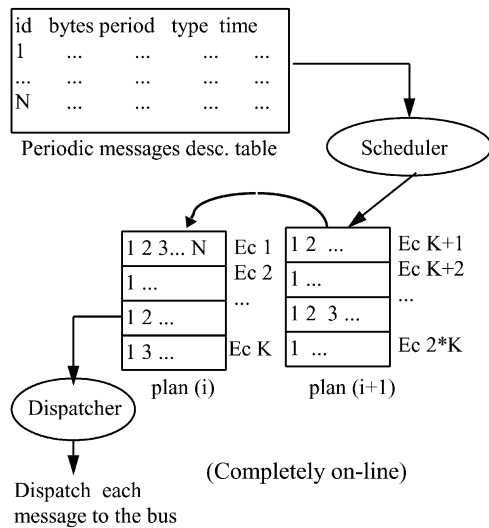 id bytes period type time
1 ... ... ... ...
... ... ... ... ...
N ... ... ... ...
Periodic messages desc. table
Scheduler
1 2 3... N Ec 1
1 ... Ec 2
...
1 2 ...
1 3 ... Ec K
plan (i)
1 2 ... Ec K+1
1 ... Ec K+2
...
1 2 3 ...
1 ... Ec 2*K
plan (i+1)
Dispatcher
(Completely on-line)
Dispatch each
message to the bus